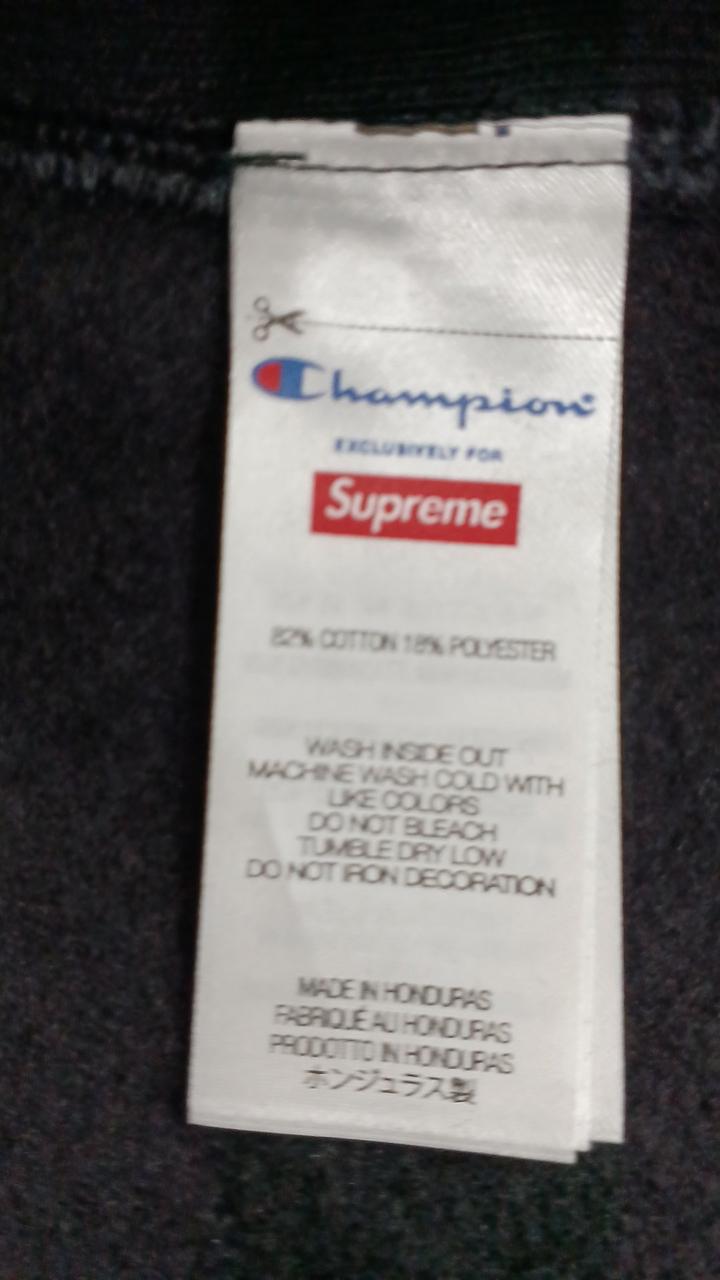 Champion
EXCLUSIVELY FOR
Supreme
82% COTTON 18% POLYESTER
WASH INSIDE OUT
MACHINE WASH COLD WITH
LIKE COLORS
DO NOT BLEACH
TUMBLE DRY LOW
DO NOT IRON DECORATION
MADE IN HONDURAS
FABRIQUÉ AU HONDURAS
PRODOTTO IN HONDURAS
ホンジュラス製